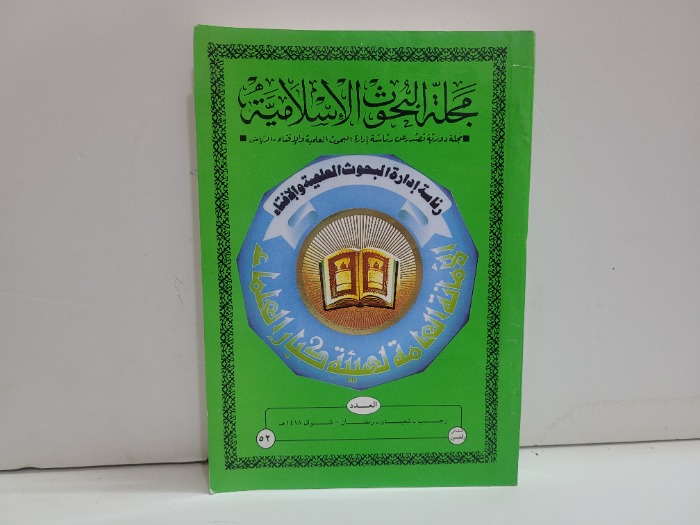 مجلة البحوث الإسلامية
مجلة دورية تصدر عن رئاسة إدارة البحوث العلمية والإفتاء - الرياض
رئاسة إدارة البحوث العلمية والإفتاء
الأمانة العامة لهيئة كبار العلماء
العدد
رجب - شعبان - رمضان - شوال ١٤١٨هـ
٥٢